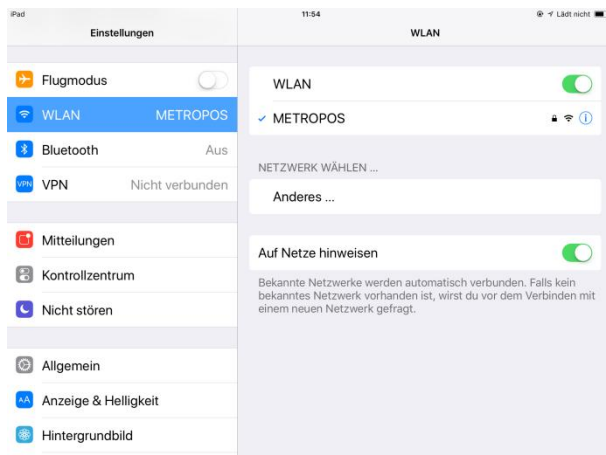 iPad 11:54 Lädt nicht
Einstellungen
WLAN
Flugmodus
WLAN METROPOS
Bluetooth Aus
VPN VPN Nicht verbunden
Mitteilungen
Kontrollzentrum
Nicht stören
Allgemein
AA Anzeige & Helligkeit
Hintergrundbild
WLAN
METROPOS
NETZWERK WÄHLEN ...
Anderes ...
Auf Netze hinweisen
Bekannte Netzwerke werden automatisch verbunden. Falls kein
bekanntes Netzwerk vorhanden ist, wirst du vor dem Verbinden mit
einem neuen Netzwerk gefragt.